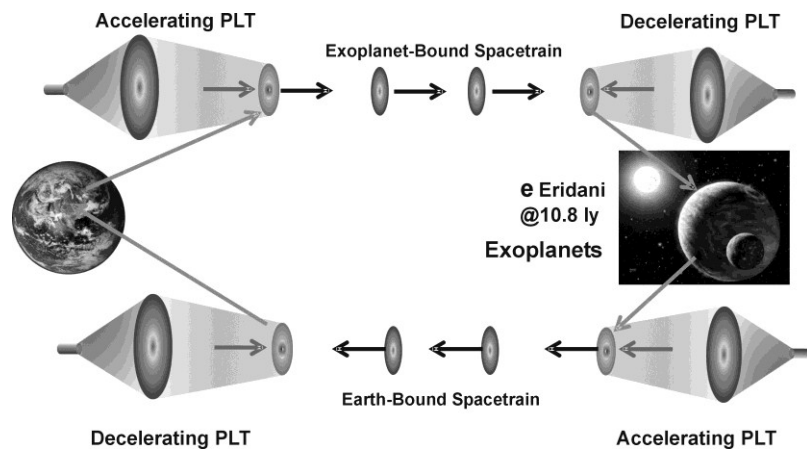 Accelerating PLT
Decelerating PLT
Exoplanet-Bound Spacetrain
e Eridani
@10.8 ly
Exoplanets
Earth-Bound Spacetrain
Decelerating PLT
Accelerating PLT